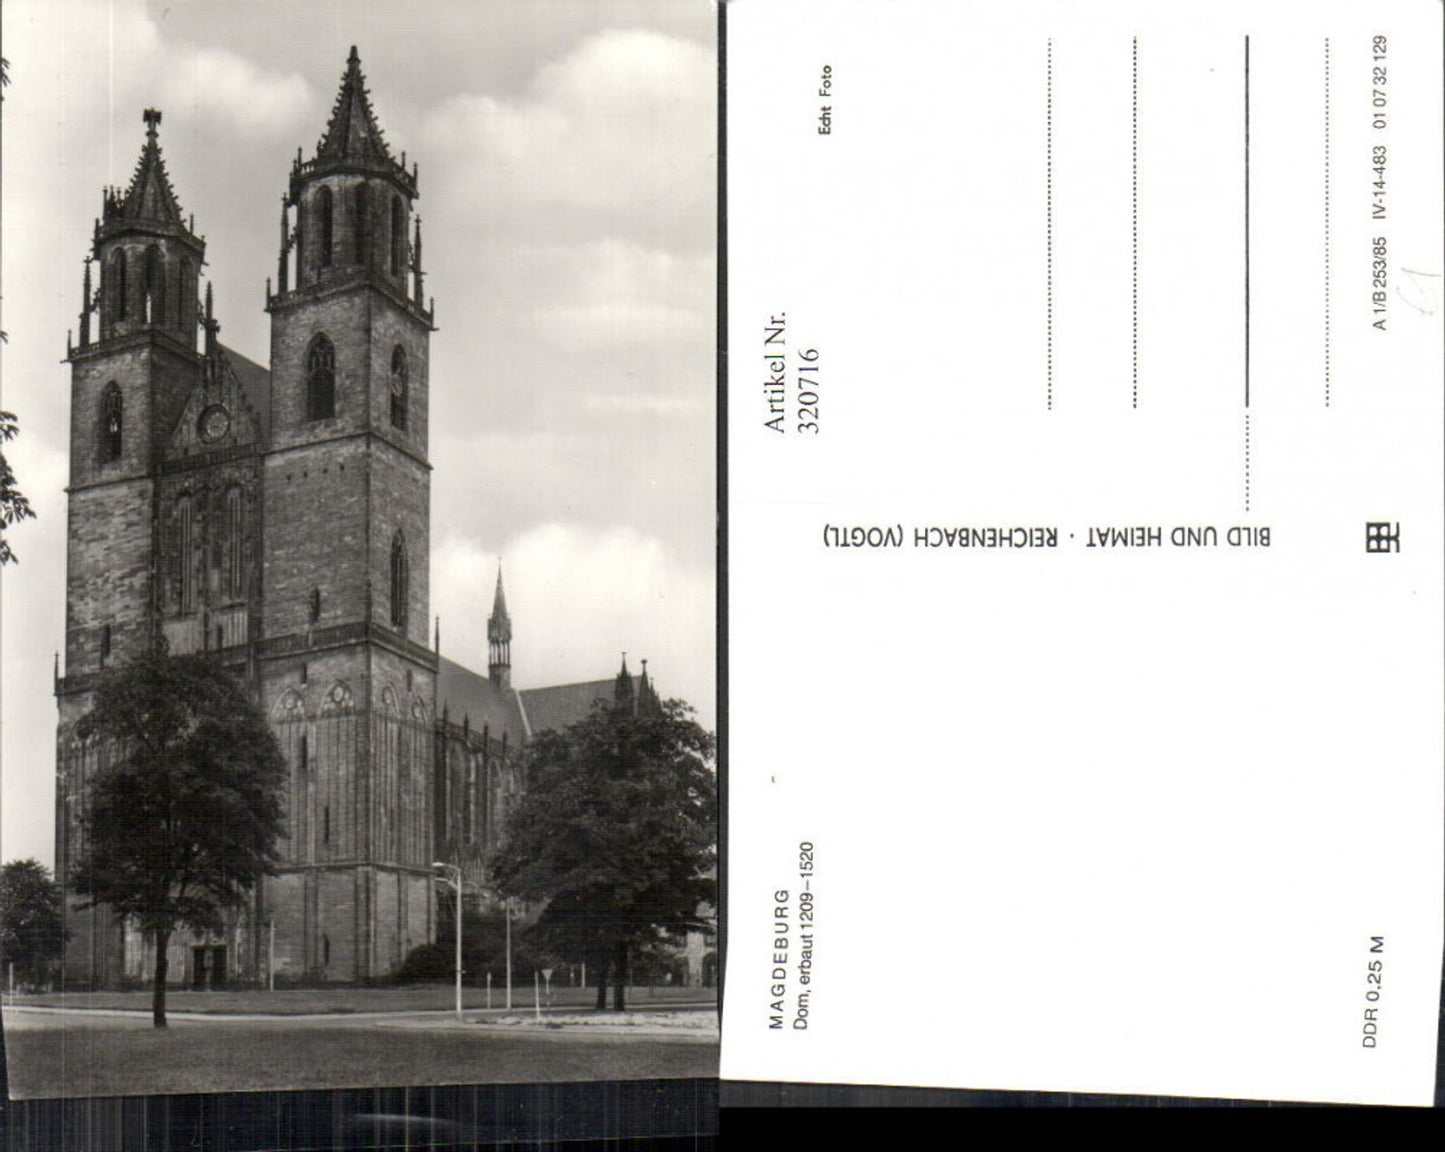 Echt Foto
Artikel Nr.
320716
MAGDEBURG
Dom, erbaut 1209–1520
BILD UND HEIMAT · REICHENBACH (VOGTL)
A 1/B 253/85 IV-14-483 01 07 32 129
DDR 0,25 M